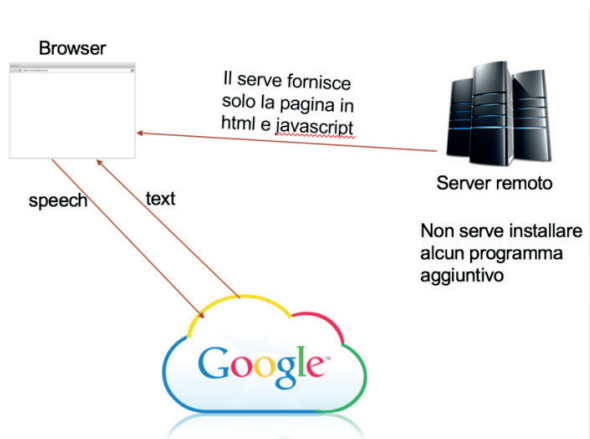 Browser
Il serve fornisce
solo la pagina in
html e javascript
Server remoto
speech
text
Non serve installare
alcun programma
aggiuntivo
Google™